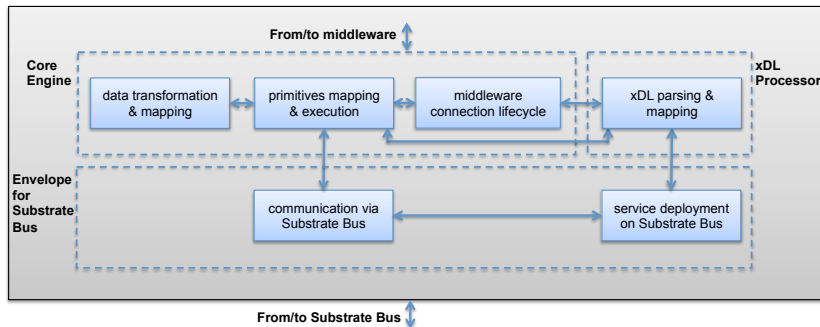 From/to middleware
Core
Engine
xDL
Processor
data transformation
& mapping
primitives mapping
& execution
middleware
connection lifecycle
xDL parsing &
mapping
Envelope
for
Substrate
Bus
communication via
Substrate Bus
service deployment
on Substrate Bus
From/to Substrate Bus